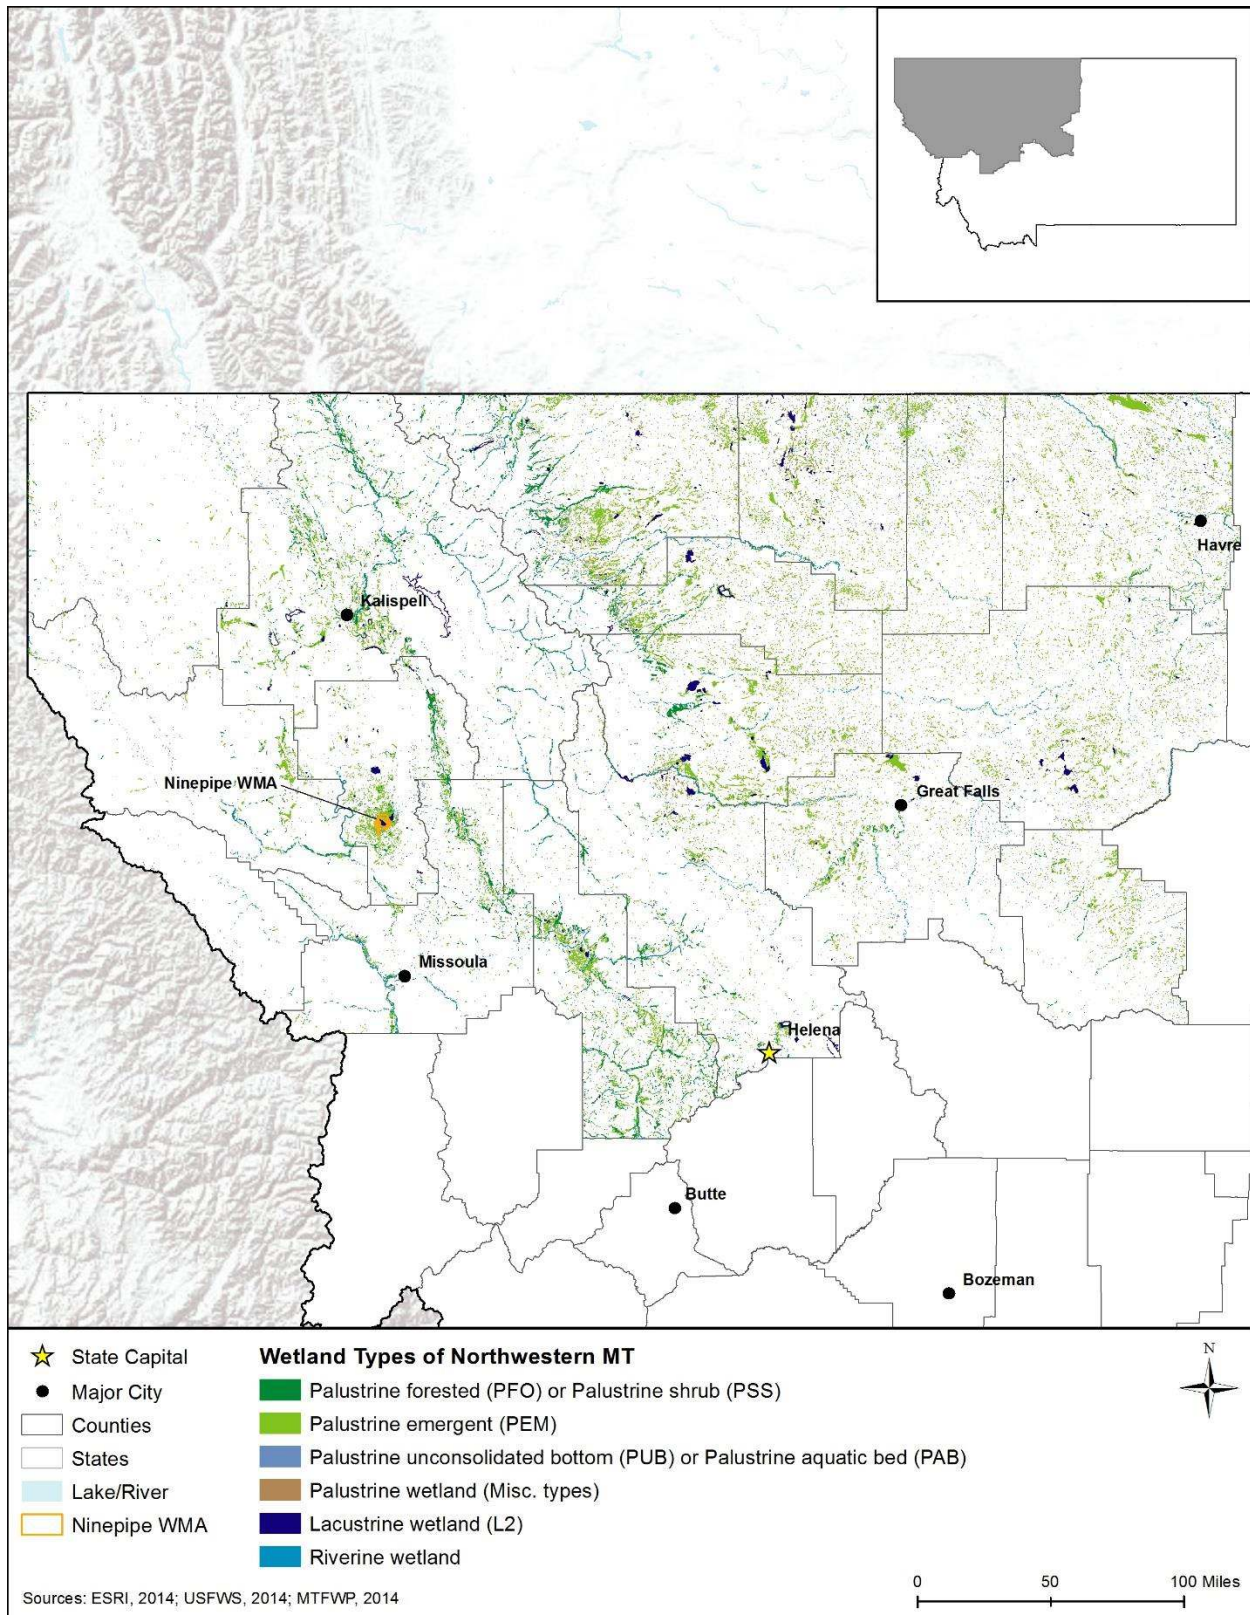 Kalispell
Havre
Ninepipe WMA
Great Falls
Missoula
Helena
Butte
Bozeman
State Capital
Major City
Counties
States
Lake/River
Ninepipe WMA
Wetland Types of Northwestern MT
Palustrine forested (PFO) or Palustrine shrub (PSS)
Palustrine emergent (PEM)
Palustrine unconsolidated bottom (PUB) or Palustrine aquatic bed (PAB)
Palustrine wetland (Misc. types)
Lacustrine wetland (L2)
Riverine wetland
N
0 50 100 Miles
Sources: ESRI, 2014; USFWS, 2014; MTFWP, 2014